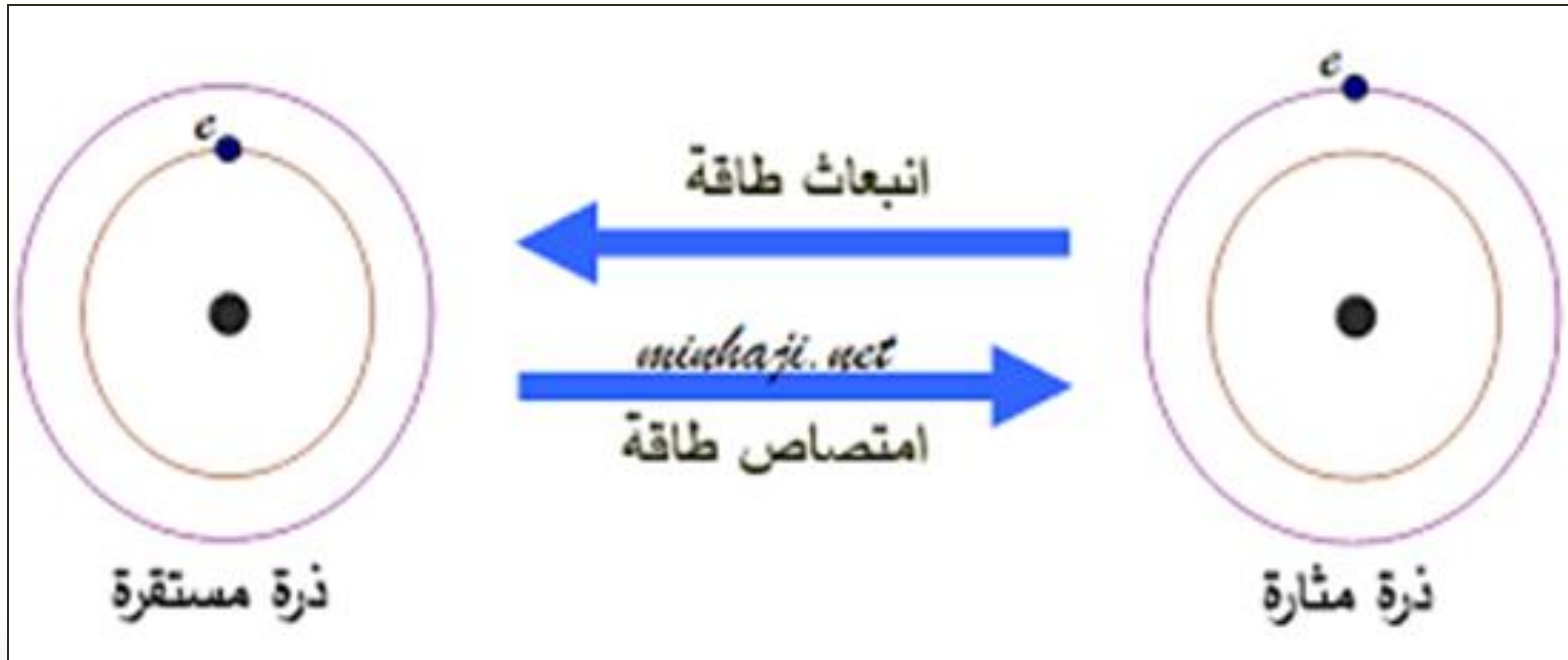 e
e
انبعاث طاقة
minhaji.net
امتصاص طاقة
ذرة مثارة
ذرة مستقرة